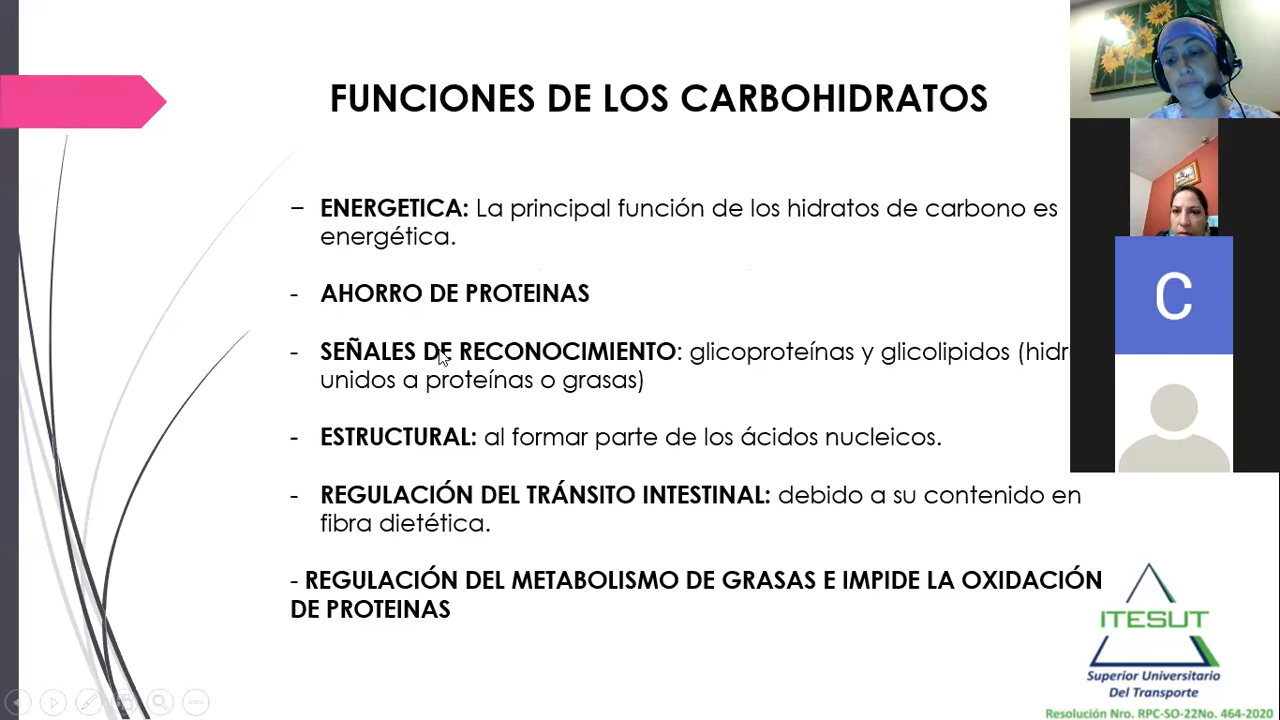 FUNCIONES DE LOS CARBOHIDRATOS
− ENERGETICA: La principal función de los hidratos de carbono es
energética.
- AHORRO DE PROTEINAS
- SEÑALES DE RECONOCIMIENTO: glicoproteínas y glicolipidos (hidr
unidos a proteínas o grasas)
- ESTRUCTURAL: al formar parte de los ácidos nucleicos.
- REGULACIÓN DEL TRÁNSITO INTESTINAL: debido a su contenido en
fibra dietética.
- REGULACIÓN DEL METABOLISMO DE GRASAS E IMPIDE LA OXIDACIÓN
DE PROTEINAS
C
ITESUT
Superior Universitario
Del Transporte
Resolución Nro. RPC-SO-22No. 464-2020